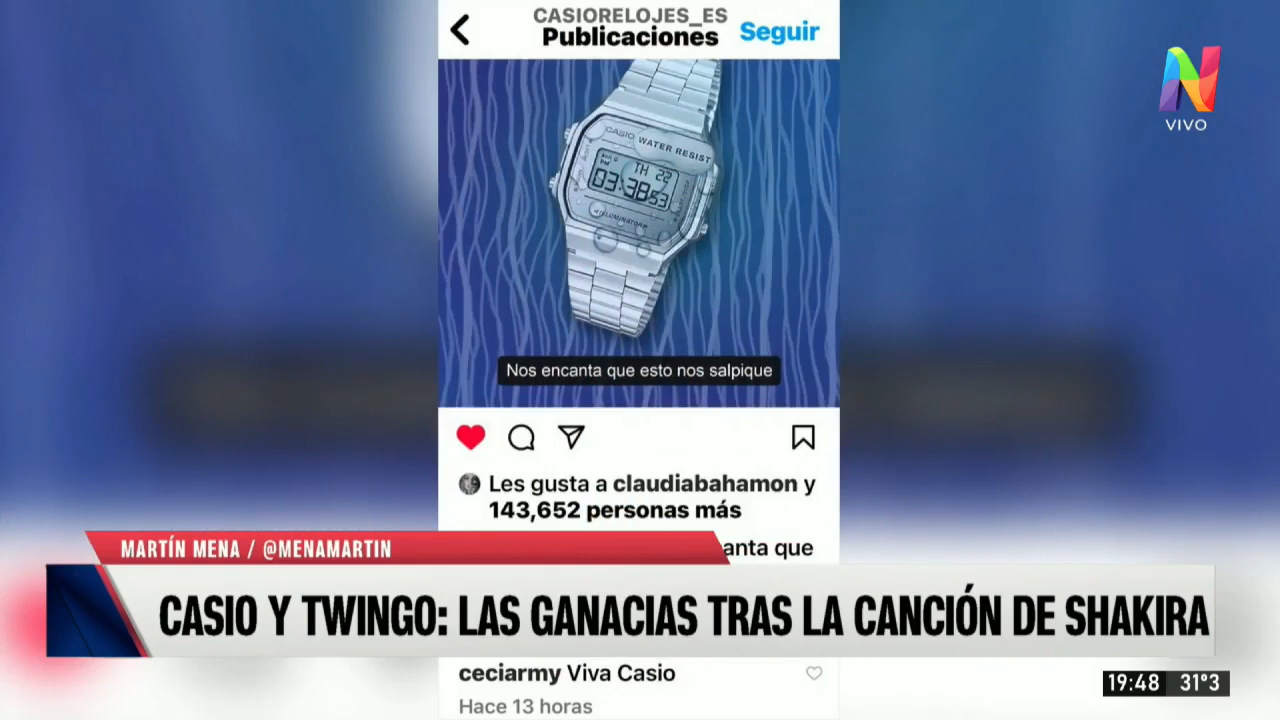 CASIORELOJES_ES
Publicaciones
Seguir
N
VIVO
CASIO WATER RESIST
TH 22
PM
03:38 53
ILLUMINATOR
Nos encanta que esto nos salpique
Les gusta a claudiabahamon y
143,652 personas más
anta que
MARTÍN MENA / @MENAMARTIN
CASIO Y TWINGO: LAS GANACIAS TRAS LA CANCIÓN DE SHAKIRA
ceciarmy Viva Casio
Hace 13 horas
19:48 31°3